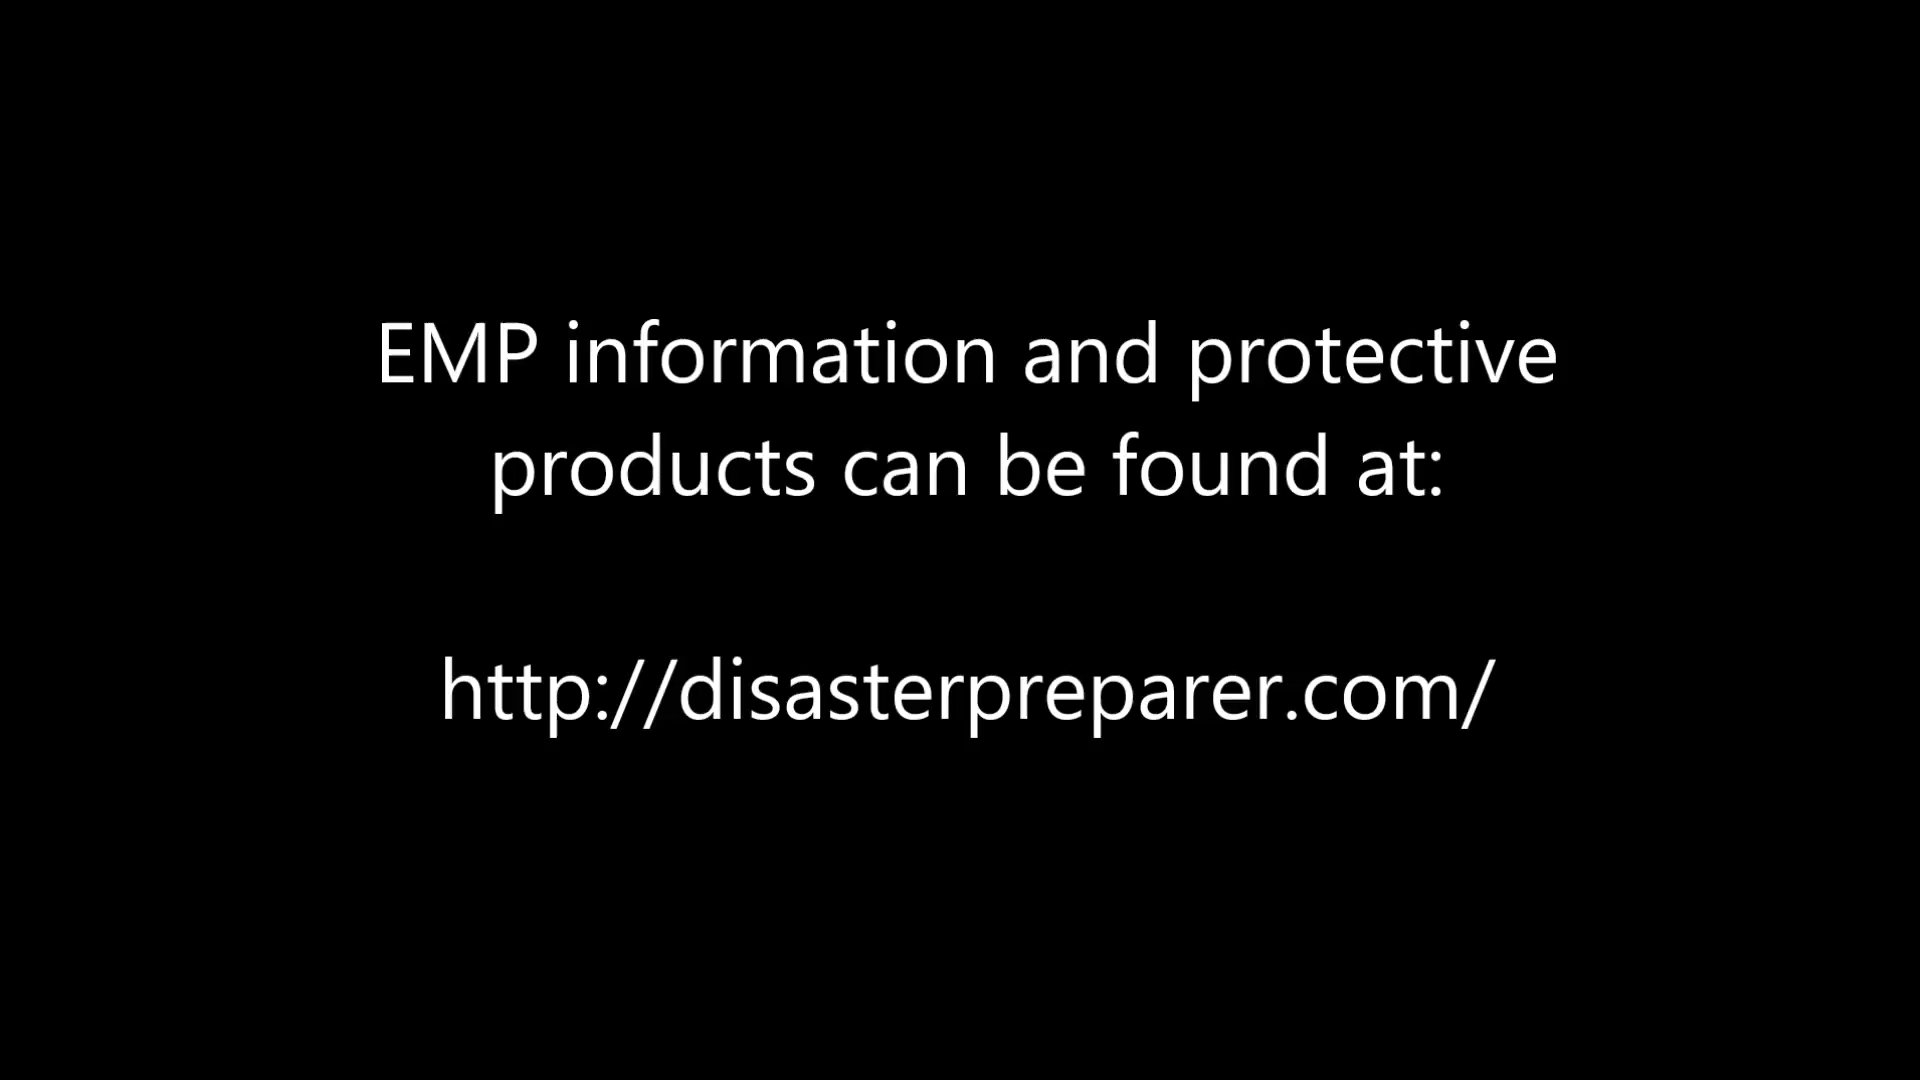 EMP information and protective
products can be found at:
http://disasterpreparer.com/